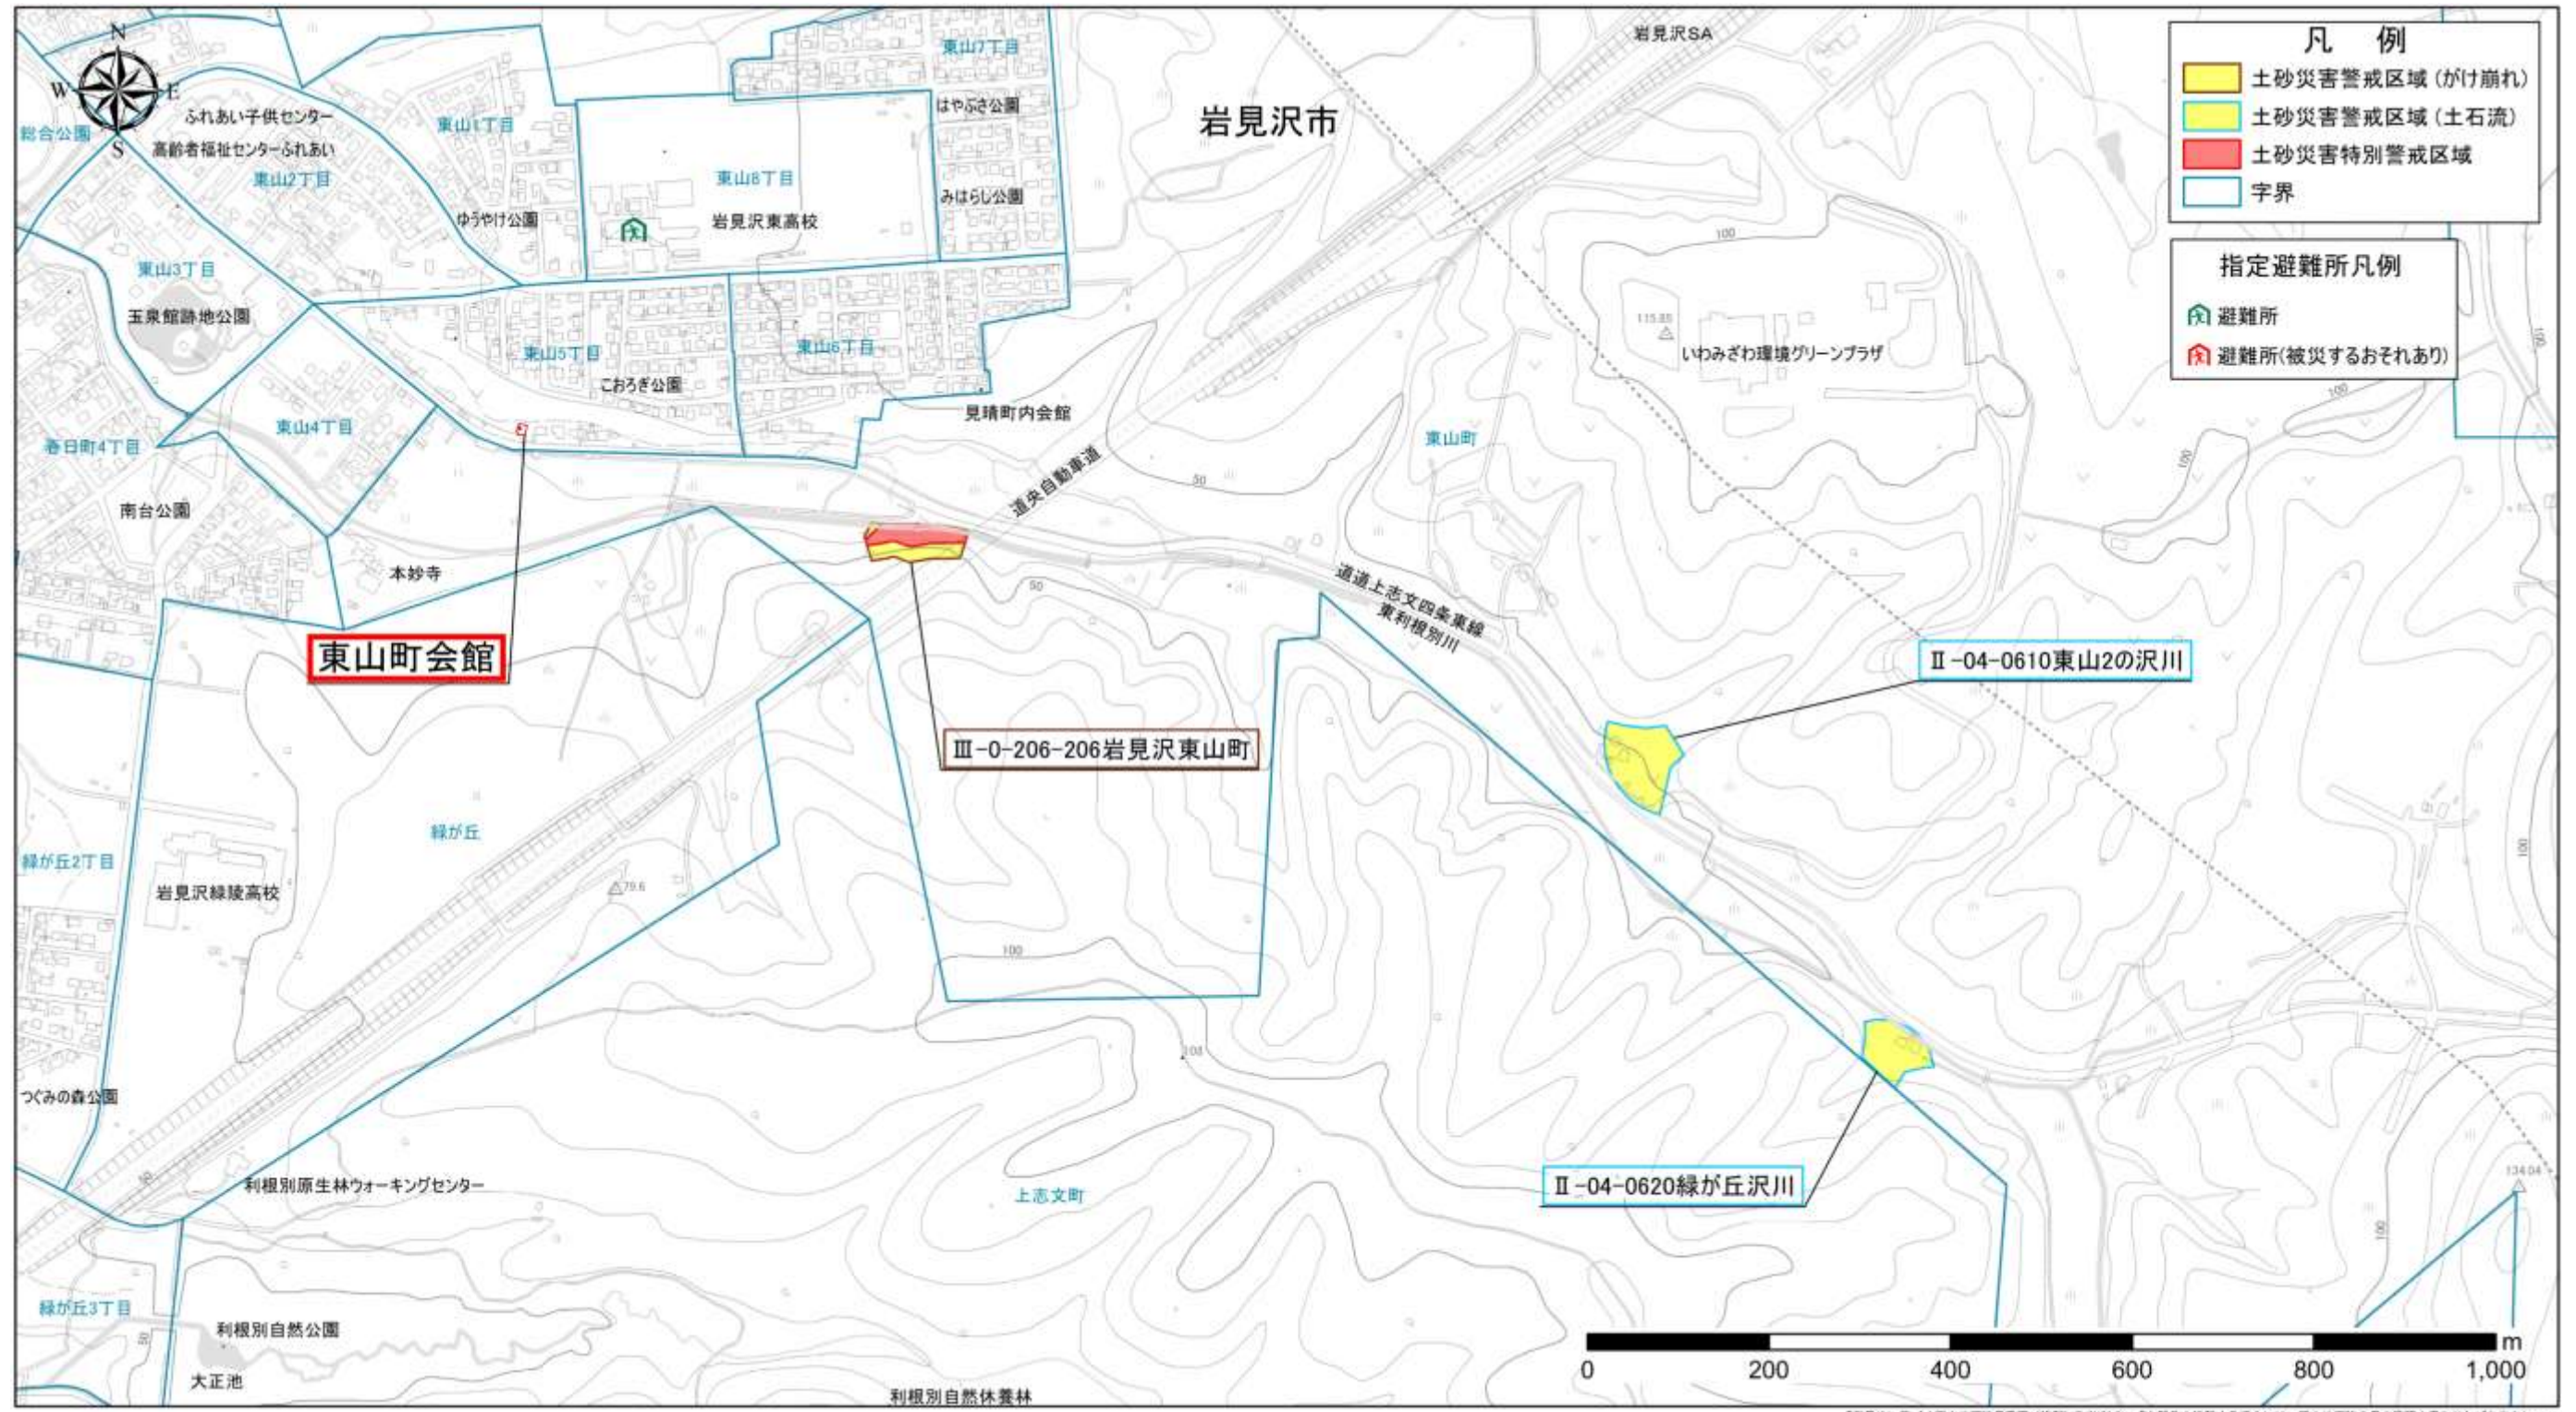 N
W
E
S
凡 例
土砂災害警戒区域（がけ崩れ）
土砂災害警戒区域（土石流）
土砂災害特別警戒区域
字界
指定避難所凡例
避難所
避難所(被災するおそれあり)
岩見沢SA
東山7丁目
はやぶさ公園
岩見沢市
総合公園
ふれあい子供センター
高齢者福祉センターふれあい
東山1丁目
東山2丁目
東山8丁目
みはらし公園
ゆうやけ公園
岩見沢東高校
100
東山3丁目
玉泉館跡地公園
115.85
いわみざわ環境グリーンプラザ
東山5丁目
東山6丁目
こおろぎ公園
100
100
見晴町内会館
東山4丁目
春日町4丁目
東山町
100
50
道央自動車道
南台公園
本妙寺
50
道道上志文四条東線
東利根別川
東山町会館
Ⅱ-04-0610東山2の沢川
Ⅲ-0-206-206岩見沢東山町
緑が丘
緑が丘2丁目
岩見沢緑陵高校
79.6
100
100
108
つぐみの森公園
50
利根別原生林ウォーキングセンター
上志文町
Ⅱ-04-0620緑が丘沢川
134.04
100
緑が丘3丁目
利根別自然公園
50
大正池
利根別自然休養林
m
0 200 400 600 800 1,000